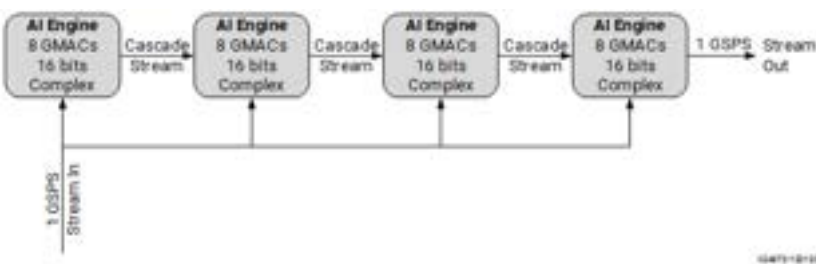 AI Engine
8 GMACs
16 bits
Complex
Cascade
Stream
AI Engine
8 GMACs
16 bits
Complex
Cascade
Stream
AI Engine
8 GMACs
16 bits
Complex
Cascade
Stream
AI Engine
8 GMACs
16 bits
Complex
1 GSPS Stream
Out
1 GSPS
Stream In